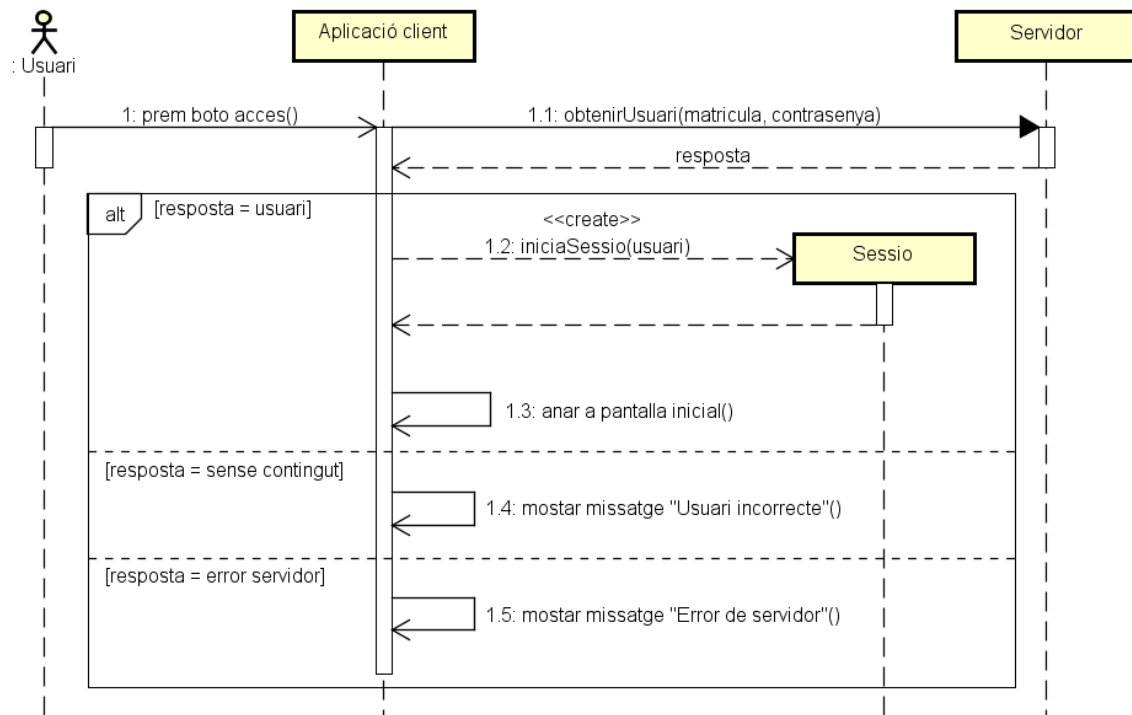 : Usuari
Aplicació client
Servidor
1: prem boto acces()
1.1: obtenirUsuari(matricula, contrasenya)
resposta
alt
[resposta = usuari]
<<create>>
1.2: iniciaSessio(usuari)
Sessio
1.3: anar a pantalla inicial()
[resposta = sense contingut]
1.4: mostar missatge "Usuari incorrecte"()
[resposta = error servidor]
1.5: mostar missatge "Error de servidor"()